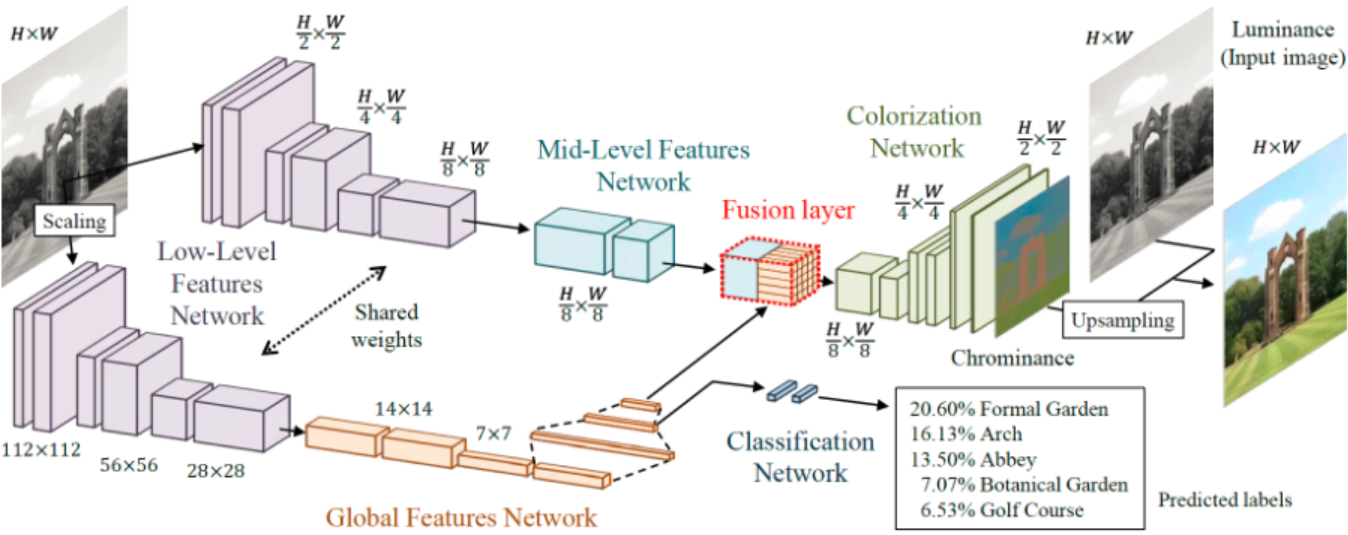 H×W
H/2 × W/2
H/4 × W/4
H/8 × W/8
Scaling
Low-Level
Features
Network
Shared
weights
112×112
56×56
28×28
14×14
7×7
Global Features Network
Mid-Level Features
Network
H/8 × W/8
Fusion layer
Colorization
Network
H/8 × W/8
H/4 × W/4
H/2 × W/2
Chrominance
Upsampling
H×W
Luminance
(Input image)
H×W
Classification
Network
20.60% Formal Garden
16.13% Arch
13.50% Abbey
7.07% Botanical Garden
6.53% Golf Course
Predicted labels